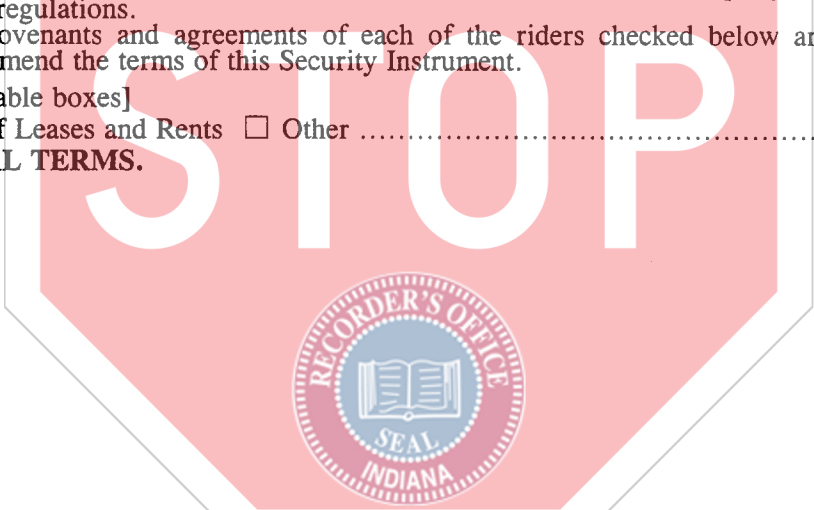 regulations.
ovenants and agreements of each of the riders checked below
mend the terms of this Security Instrument.
able boxes]
f Leases and Rents ☐ Other ........................................................
L TERMS.
STOP
RECORDER'S OFFICE
SEAL
INDIANA